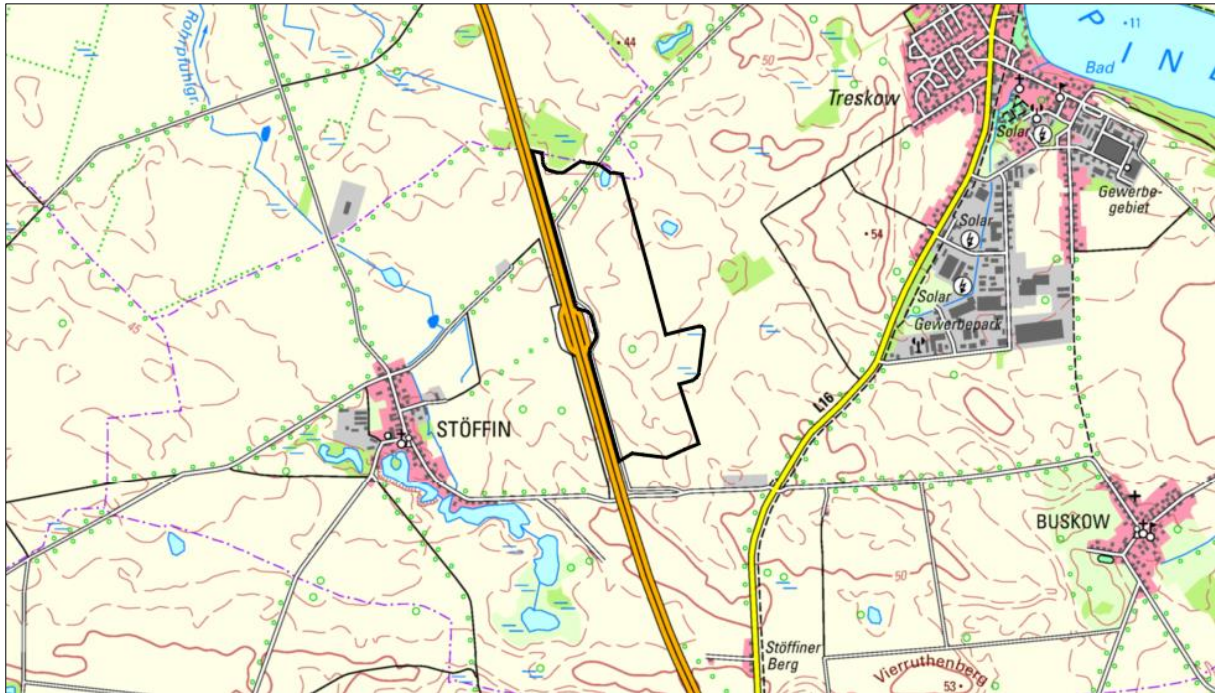 Rohrpfuhlgr.
44
50
P I N
11
Bad
Treskow
Solar
Gewerbe-
gebiet
54
Solar
Solar
Gewerbepark
45
L16
STÖFFIN
BUSKOW
50
Stöffiner
Berg
Vierruthenberg
53